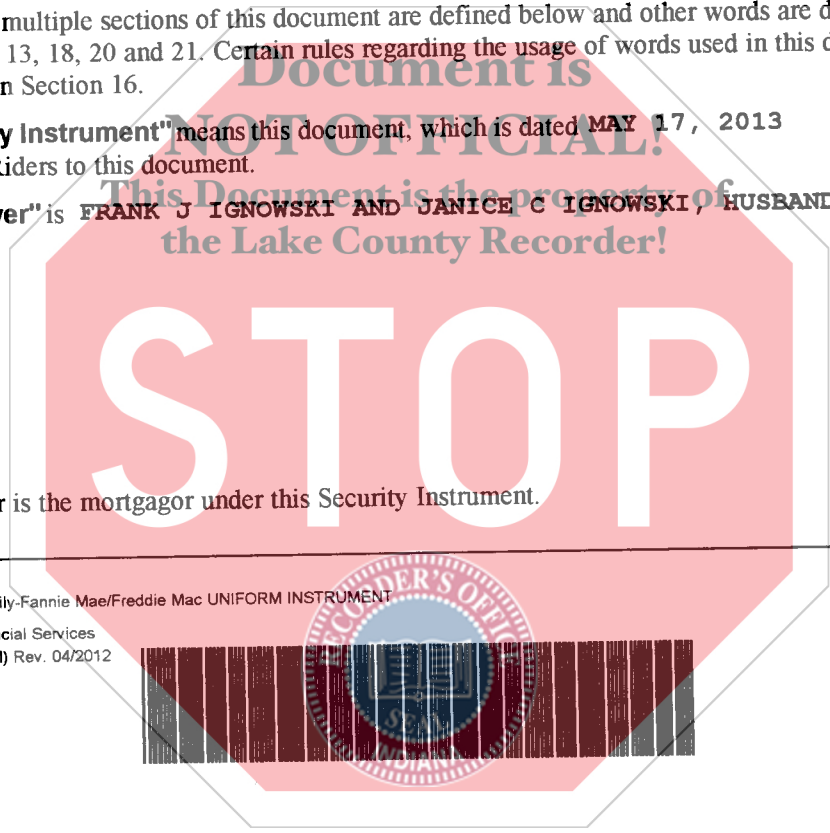 multiple sections of this document are defined below and other words are d
13, 18, 20 and 21. Certain rules regarding the usage of words used in this d
n Section 16.
Document is
y Instrument" means this document, which is dated MAY 17, 2013
NOT OFFICIAL!
Riders to this document.
This Document is the property of
er" is FRANK J IGNOWSKI AND JANICE C IGNOWSKI, HUSBAND
the Lake County Recorder!
STOP
r is the mortgagor under this Security Instrument.
ily-Fannie Mae/Freddie Mac UNIFORM INSTRUMENT
cial Services
) Rev. 04/2012
RECORDER'S OFFICE
SEAL
INDIANA